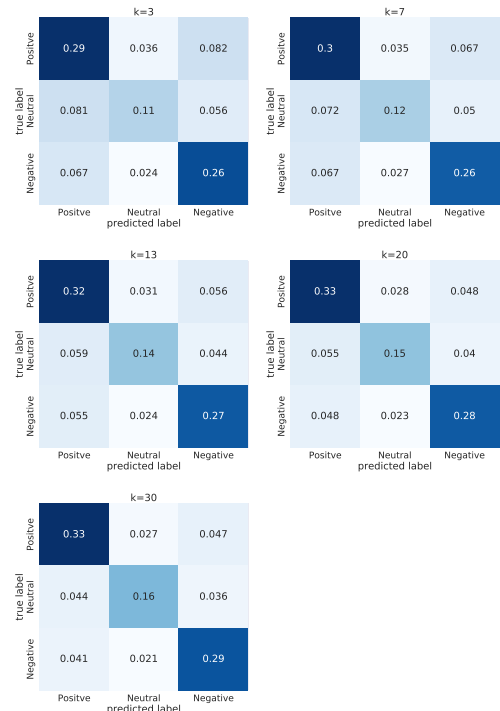 k=3
Positve 0.29 0.036 0.082
true label
Neutral 0.081 0.11 0.056
Negative 0.067 0.024 0.26
Positve Neutral Negative
predicted label
k=7
Positve 0.3 0.035 0.067
true label
Neutral 0.072 0.12 0.05
Negative 0.067 0.027 0.26
Positve Neutral Negative
predicted label
k=13
Positve 0.32 0.031 0.056
true label
Neutral 0.059 0.14 0.044
Negative 0.055 0.024 0.27
Positve Neutral Negative
predicted label
k=20
Positve 0.33 0.028 0.048
true label
Neutral 0.055 0.15 0.04
Negative 0.048 0.023 0.28
Positve Neutral Negative
predicted label
k=30
Positve 0.33 0.027 0.047
true label
Neutral 0.044 0.16 0.036
Negative 0.041 0.021 0.29
Positve Neutral Negative
predicted label